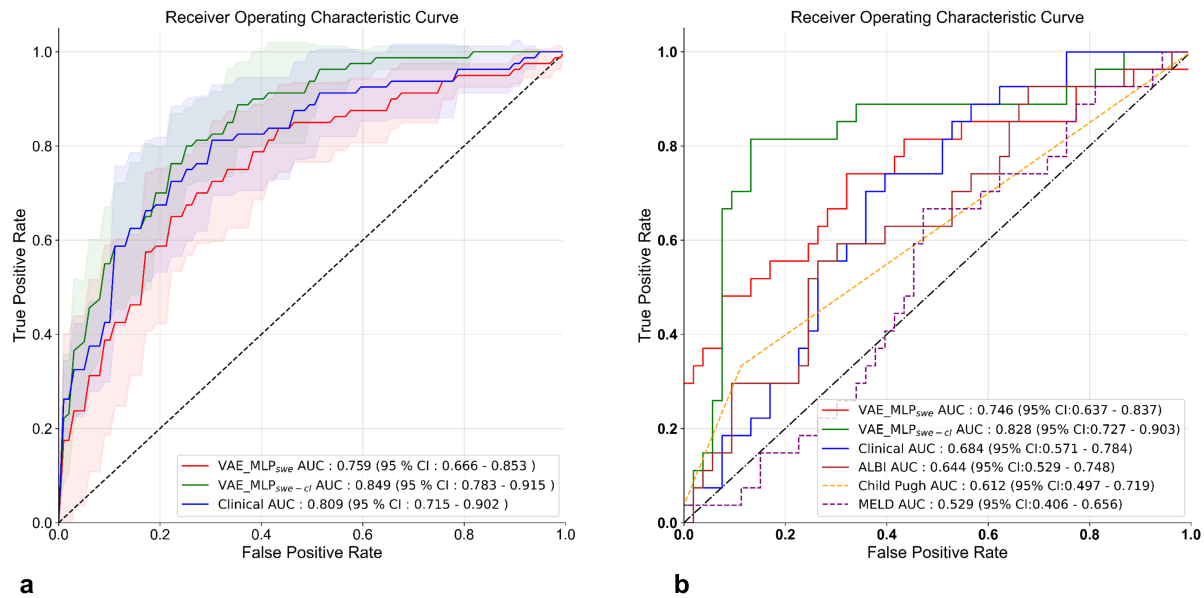 Receiver Operating Characteristic Curve
True Positive Rate
1.0
0.8
0.6
0.4
0.2
0.0
VAE_MLPswe AUC : 0.759 (95 % CI : 0.666 - 0.853 )
VAE_MLPswe−cl AUC : 0.849 (95 % CI : 0.783 - 0.915 )
Clinical AUC : 0.809 (95 % CI : 0.715 - 0.902 )
0.0 0.2 0.4 0.6 0.8 1.0
False Positive Rate
a
Receiver Operating Characteristic Curve
True Positive Rate
1.0
0.8
0.6
0.4
0.2
0.0
VAE_MLPswe AUC : 0.746 (95% CI:0.637 - 0.837)
VAE_MLPswe−cl AUC : 0.828 (95% CI:0.727 - 0.903)
Clinical AUC : 0.684 (95% CI:0.571 - 0.784)
ALBI AUC : 0.644 (95% CI:0.529 - 0.748)
Child Pugh AUC : 0.612 (95% CI:0.497 - 0.719)
MELD AUC : 0.529 (95% CI:0.406 - 0.656)
0.0 0.2 0.4 0.6 0.8 1.0
False Positive Rate
b